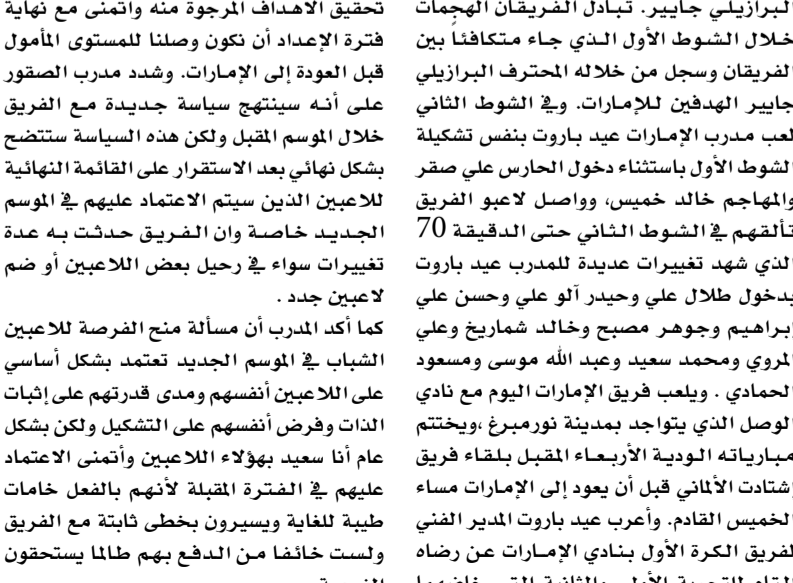 البرازيلي جايير. تبادل الفريقان الهجمات
خلال الشوط الأول الذي جاء متكافئاً بين
الفريقان وسجل من خلاله المحترف البرازيلي
جايير الهدفين للإمارات. وفي الشوط الثاني
لعب مدرب الإمارات عيد باروت بنفس تشكيلة
الشوط الأول باستثناء دخول الحارس علي صقر
والمهاجم خالد خميس، وواصل لاعبو الفريق
تألقهم في الشوط الثاني حتى الدقيقة 70
الذي شهد تغييرات عديدة للمدرب عيد باروت
بدخول طلال علي وحيدر آلو علي وحسن علي
إبراهيم وجوهر مصبح وخالد شماريخ وعلي
المروي ومحمد سعيد وعبد الله موسى ومسعود
الحمادي . ويلعب فريق الإمارات اليوم مع نادي
الوصل الذي يتواجد بمدينة نورمبرغ ،ويختتم
مبارياته الودية الأربعاء المقبل بلقاء فريق
إشتادت الألماني قبل أن يعود إلى الإمارات مساء
الخميس القادم. وأعرب عيد باروت المدير الفني
لفريق الكرة الأول بنادي الإمارات عن رضاه
تحقيق الأهداف المرجوة منه وأتمنى مع نهاية
فترة الإعداد أن نكون وصلنا للمستوى المأمول
قبل العودة إلى الإمارات. وشدد مدرب الصقور
على أنه سينتهج سياسة جديدة مع الفريق
خلال الموسم المقبل ولكن هذه السياسة ستتضح
بشكل نهائي بعد الاستقرار على القائمة النهائية
للاعبين الذين سيتم الاعتماد عليهم في الموسم
الجديد خاصة وان الفريق حدثت به عدة
تغييرات سواء في رحيل بعض اللاعبين أو ضم
لاعبين جدد .
كما أكد المدرب أن مسألة منح الفرصة للاعبين
الشباب في الموسم الجديد تعتمد بشكل أساسي
على اللاعبين أنفسهم ومدى قدرتهم على إثبات
الذات وفرض أنفسهم على التشكيل ولكن بشكل
عام أنا سعيد بهؤلاء اللاعبين وأتمنى الاعتماد
عليهم في الفترة المقبلة لأنهم بالفعل خامات
طيبة للغاية ويسيرون بخطى ثابتة مع الفريق
ولست خائفا من الدفع بهم طالما يستحقون